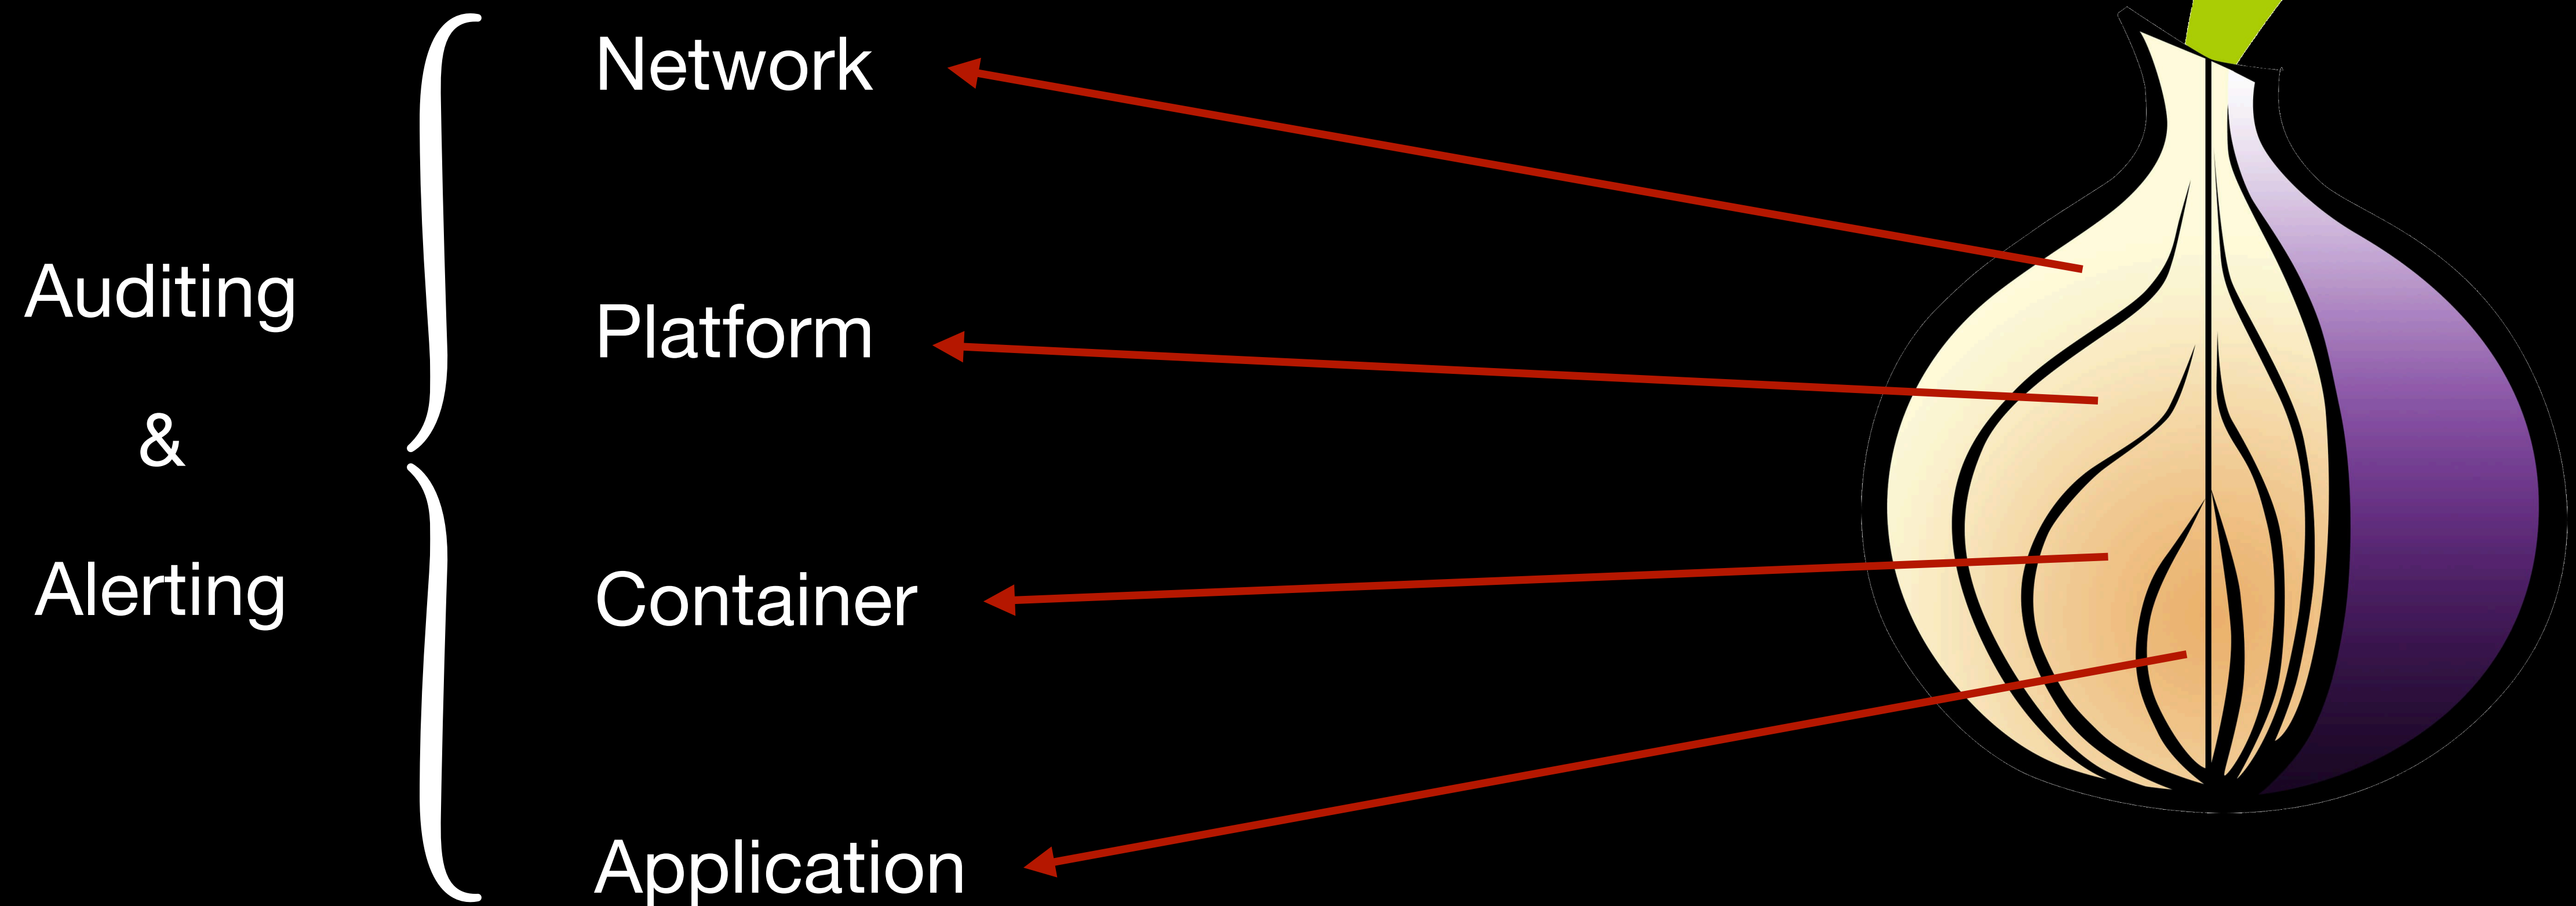 Auditing
&
Alerting
Network
Platform
Container
Application